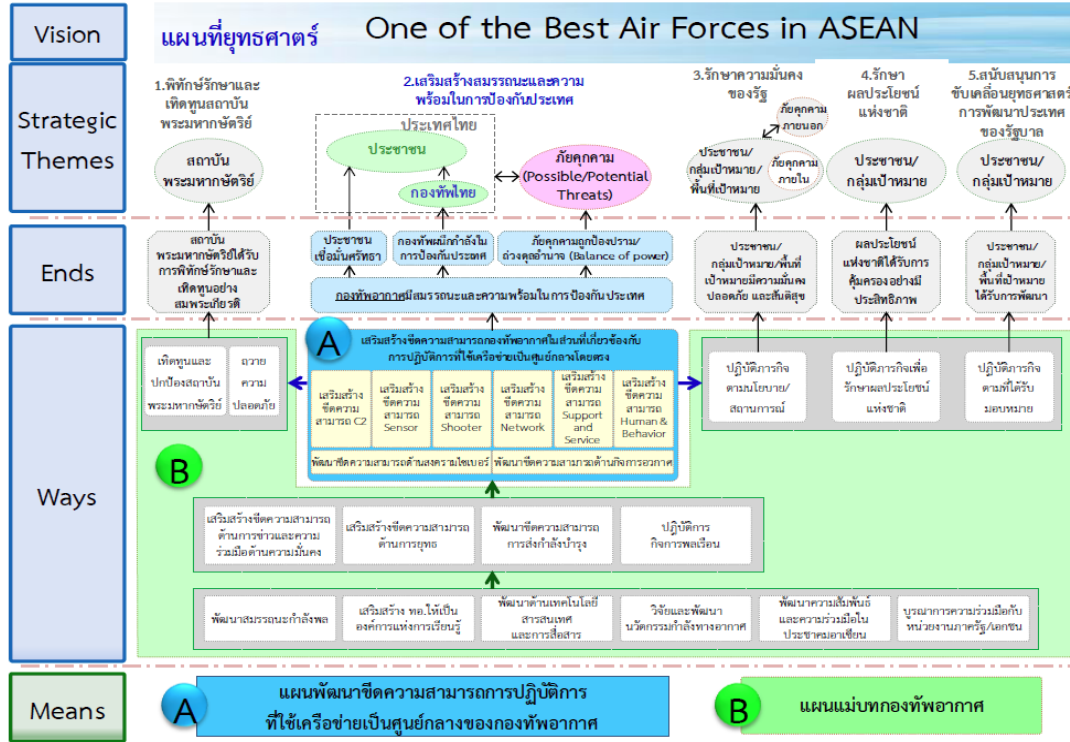 Vision
แผนที่ยุทธศาตร์
One of the Best Air Forces in ASEAN
Strategic
Themes
1.พิทักษ์รักษาและ
เทิดทูนสถาบัน
พระมหากษัตริย์
สถาบัน
พระมหากษัตริย์
2.เสริมสร้างสมรรถนะและความ
พร้อมในการป้องกันประเทศ
ประเทศไทย
ประชาชน
กองทัพไทย
ภัยคุกคาม
(Possible/Potential
Threats)
3.รักษาความมั่นคง
ของรัฐ
ภัยคุกคาม
ภายนอก
ประชาชน/
กลุ่มเป้าหมาย/
พื้นที่เป้าหมาย
ภัยคุกคาม
ภายใน
4.รักษา
ผลประโยชน์
แห่งชาติ
ประชาชน/
กลุ่มเป้าหมาย
5.สนับสนุนการ
ขับเคลื่อนยุทธศาสตร์
การพัฒนาประเทศ
ของรัฐบาล
ประชาชน/
กลุ่มเป้าหมาย
Ends
สถาบัน
พระมหากษัตริย์ได้รับ
การพิทักษ์รักษาและ
เทิดทูนอย่าง
สมพระเกียรติ
ประชาชน
เชื่อมั่นศรัทธา
กองทัพผนึกกำลังใน
การป้องกันประเทศ
ภัยคุกคามถูกป้องปราม/
ถ่วงดุลอำนาจ (Balance of power)
กองทัพอากาศมีสมรรถนะและความพร้อมในการป้องกันประเทศ
ประชาชน/
กลุ่มเป้าหมาย/พื้นที่
เป้าหมายมีความมั่นคง
ปลอดภัย และสันติสุข
ผลประโยชน์
แห่งชาติได้รับการ
คุ้มครองอย่างมี
ประสิทธิภาพ
ประชาชน/
กลุ่มเป้าหมาย/
พื้นที่เป้าหมาย
ได้รับการพัฒนา
Ways
เทิดทูนและ
ปกป้องสถาบัน
พระมหากษัตริย์
ถวาย
ความ
ปลอดภัย
A
เสริมสร้างขีดความสามารถกองทัพอากาศในส่วนที่เกี่ยวข้องกับ
การปฏิบัติการที่ใช้เครือข่ายเป็นศูนย์กลางโดยตรง
เสริมสร้าง
ขีดความ
สามารถ C2
เสริมสร้าง
ขีดความ
สามารถ
Sensor
เสริมสร้าง
ขีดความ
สามารถ
Shooter
เสริมสร้าง
ขีดความ
สามารถ
Network
เสริมสร้าง
ขีดความ
สามารถ
Support
and
Service
เสริมสร้าง
ขีดความ
สามารถ
Human &
Behavior
พัฒนาขีดความสามารถด้านสงครามไซเบอร์
พัฒนาขีดความสามารถด้านกิจการอวกาศ
ปฏิบัติภารกิจ
ตามนโยบาย/
สถานการณ์
ปฏิบัติภารกิจเพื่อ
รักษาผลประโยชน์
แห่งชาติ
ปฏิบัติภารกิจ
ตามที่ได้รับ
มอบหมาย
B
เสริมสร้างขีดความสามารถ
ด้านการข่าวและความ
ร่วมมือด้านความมั่นคง
เสริมสร้างขีดความสามารถ
ด้านการยุทธ
พัฒนาขีดความสามารถ
การส่งกำลังบำรุง
ปฏิบัติการ
กิจการพลเรือน
พัฒนาสมรรถนะกำลังพล
เสริมสร้าง ทอ.ให้เป็น
องค์การแห่งการเรียนรู้
พัฒนาด้านเทคโนโลยี
สารสนเทศ
และการสื่อสาร
วิจัยและพัฒนา
นวัตกรรมกำลังทางอากาศ
พัฒนาความสัมพันธ์
และความร่วมมือใน
ประชาคมอาเซียน
บูรณาการความร่วมมือกับ
หน่วยงานภาครัฐ/เอกชน
Means
A
แผนพัฒนาขีดความสามารถการปฏิบัติการ
ที่ใช้เครือข่ายเป็นศูนย์กลางของกองทัพอากาศ
B
แผนแม่บทกองทัพอากาศ